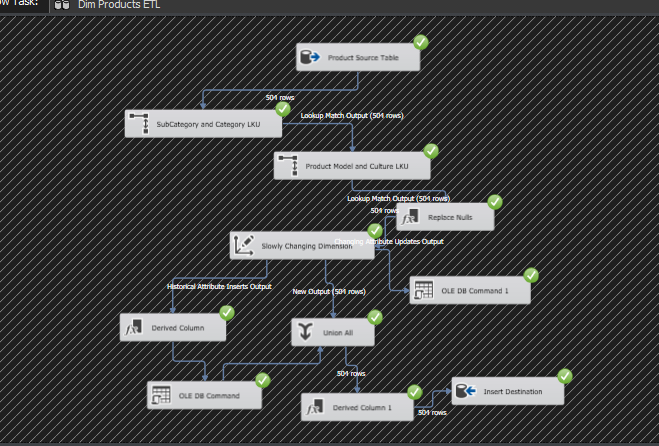 ow Task:
Dim Products ETL
Product Source Table
504 rows
SubCategory and Category LKU
Lookup Match Output (504 rows)
Product Model and Culture LKU
Lookup Match Output (504 rows)
504 rows
Replace Nulls
Slowly Changing Dimension
Changing Attribute Updates Output
Historical Attribute Inserts Output
New Output (504 rows)
OLE DB Command 1
Derived Column
Union All
504 rows
OLE DB Command
Derived Column 1
504 rows
Insert Destination